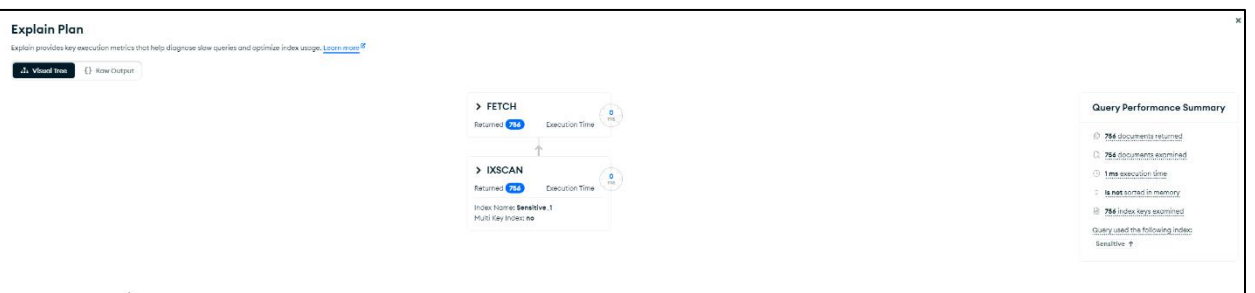 Explain Plan
Explain provides key execution metrics that help diagnose slow queries and optimize index usage. Learn more
Visual tree {} Raw Output
FETCH
Returned 756 Execution Time 0 ms
IXSCAN
Returned 756 Execution Time 0 ms
Index Name: Sensitive_1
Multi Key Index: no
Query Performance Summary
756 documents returned
756 documents examined
1 ms execution time
Is not sorted in memory
756 index keys examined
Query used the following index:
Sensitive ↑